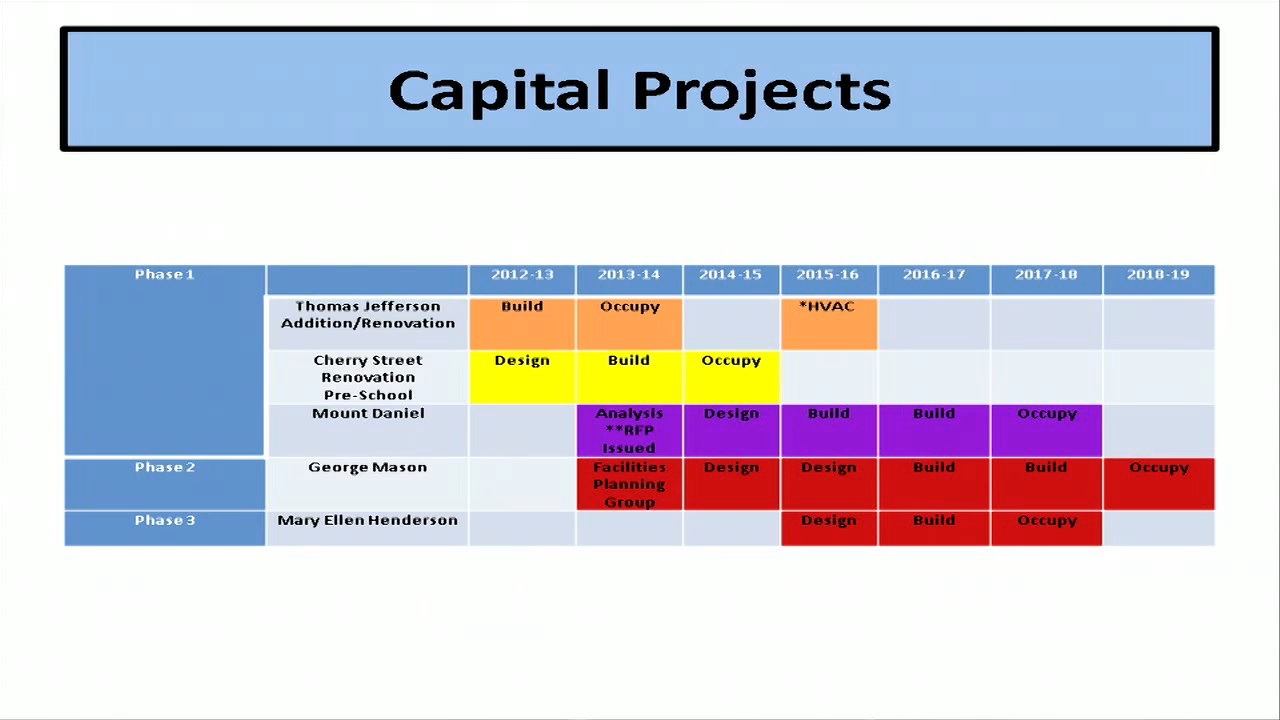 Capital Projects
Phase 1 2012-13 2013-14 2014-15 2015-16 2016-17 2017-18 2018-19
Thomas Jefferson Addition/Renovation Build Occupy *HVAC
Cherry Street Renovation Pre-School Design Build Occupy
Mount Daniel Analysis **RFP Issued Design Build Build Occupy
Phase 2 George Mason Facilities Planning Group Design Design Build Build Occupy
Phase 3 Mary Ellen Henderson Design Build Occupy